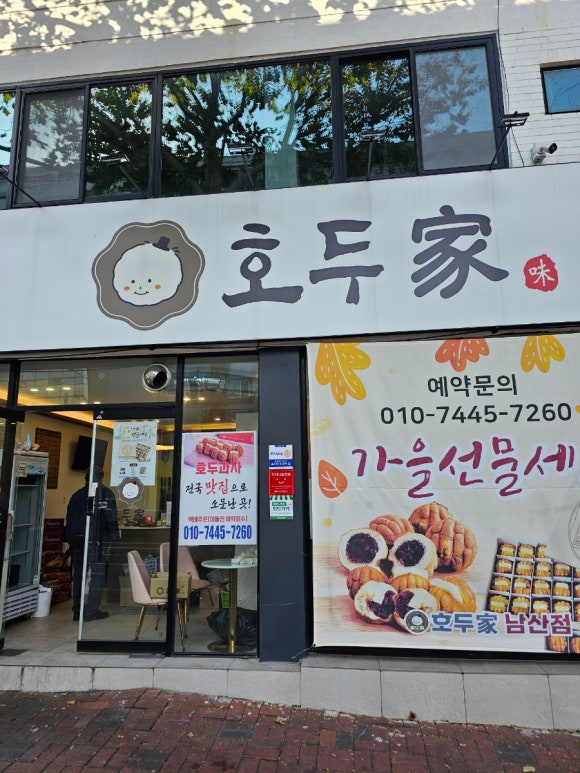 호두家
味
예약문의
010-7445-7260
가을선물세
호두家 남산점
호두과자
전국 맛집으로
소문난 곳!
010-7445-7260